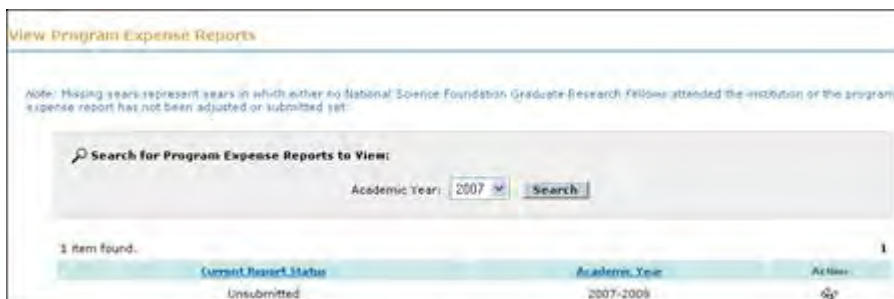 View Program Expense Reports
Note: Missing years represent years in which either no National Science Foundation Graduate Research Fellows attended the institution or the program
expense report has not been adjusted or submitted yet.
Search for Program Expense Reports to View:
Academic Year: 2007 Search
1 item found. 1
Current Report Status Academic Year Action
Unsubmitted 2007-2008